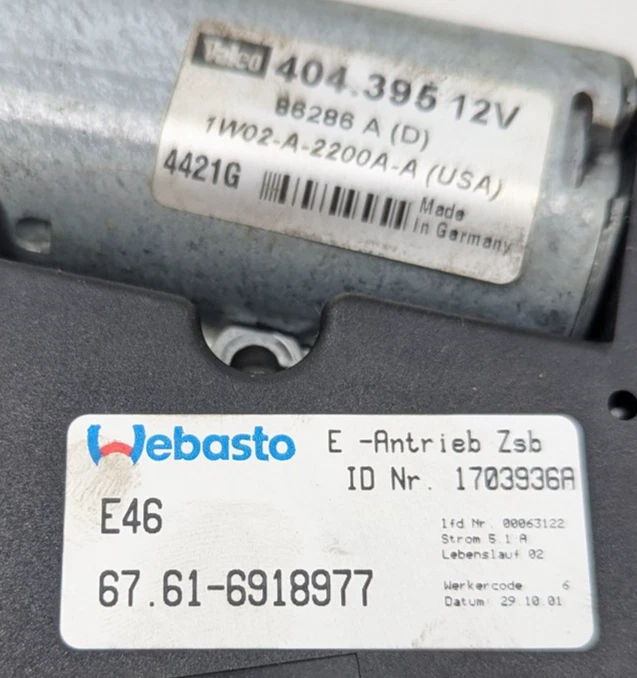 Valeo 404.395 12V
86286 A (D)
1W02-A-2200A-A (USA)
4421G
Made
In Germany
Webasto E -Antrieb Zsb
ID Nr. 1703936A
E46
lfd Nr. 00063122
Strom 5.1 A
Lebenslauf 02
67.61-6918977
Werkercode 6
Datum: 29.10.01